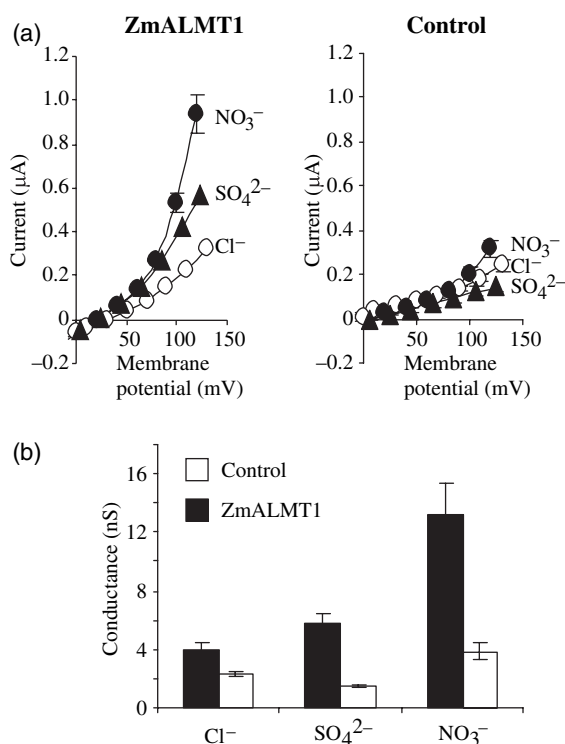 (a)
ZmALMT1
Control
Current (µA)
1.2
1.0
0.8
0.6
0.4
0.2
0
–0.2
50
100
150
NO₃⁻
SO₄²⁻
Cl⁻
Membrane
potential (mV)
Current (µA)
1.2
1.0
0.8
0.6
0.4
0.2
0
–0.2
50
100
150
NO₃⁻
Cl⁻
SO₄²⁻
Membrane
potential (mV)
(b)
Conductance (nS)
16
12
8
4
0
Control
ZmALMT1
Cl⁻ SO₄²⁻ NO₃⁻